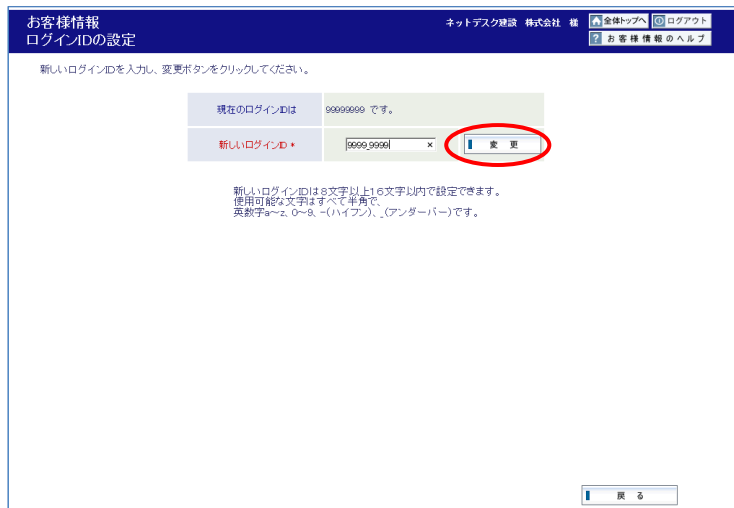 お客様情報
ログインIDの設定
ネットデスク建設 株式会社 様
全体トップへ
ログアウト
? お客様情報のヘルプ
新しいログインIDを入力し、変更ボタンをクリックしてください。
現在のログインIDは 99999999 です。
新しいログインID * 9999_9999 × 変 更
新しいログインIDは8文字以上16文字以内で設定できます。
使用可能な文字はすべて半角で、
英数字a～z、0～9、-(ハイフン)、_(アンダーバー)です。
戻 る